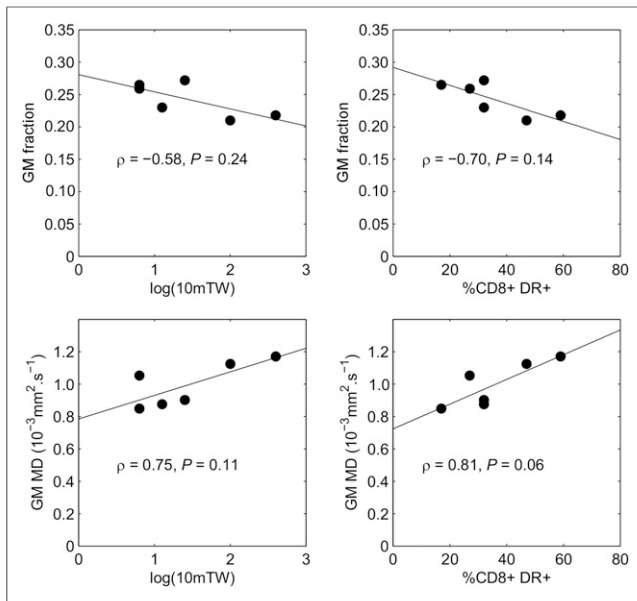 0.35
0.30
0.25
0.20
0.15
0.10
0.05
0
GM fraction
ρ = −0.58, P = 0.24
0 1 2 3
log(10mTW)
0.35
0.30
0.25
0.20
0.15
0.10
0.05
0
GM fraction
ρ = −0.70, P = 0.14
0 20 40 60 80
%CD8+ DR+
1.2
1.0
0.8
0.6
0.4
0.2
0
GM MD (10⁻³mm².s⁻¹)
ρ = 0.75, P = 0.11
0 1 2 3
log(10mTW)
1.2
1.0
0.8
0.6
0.4
0.2
0
GM MD (10⁻³mm².s⁻¹)
ρ = 0.81, P = 0.06
0 20 40 60 80
%CD8+ DR+